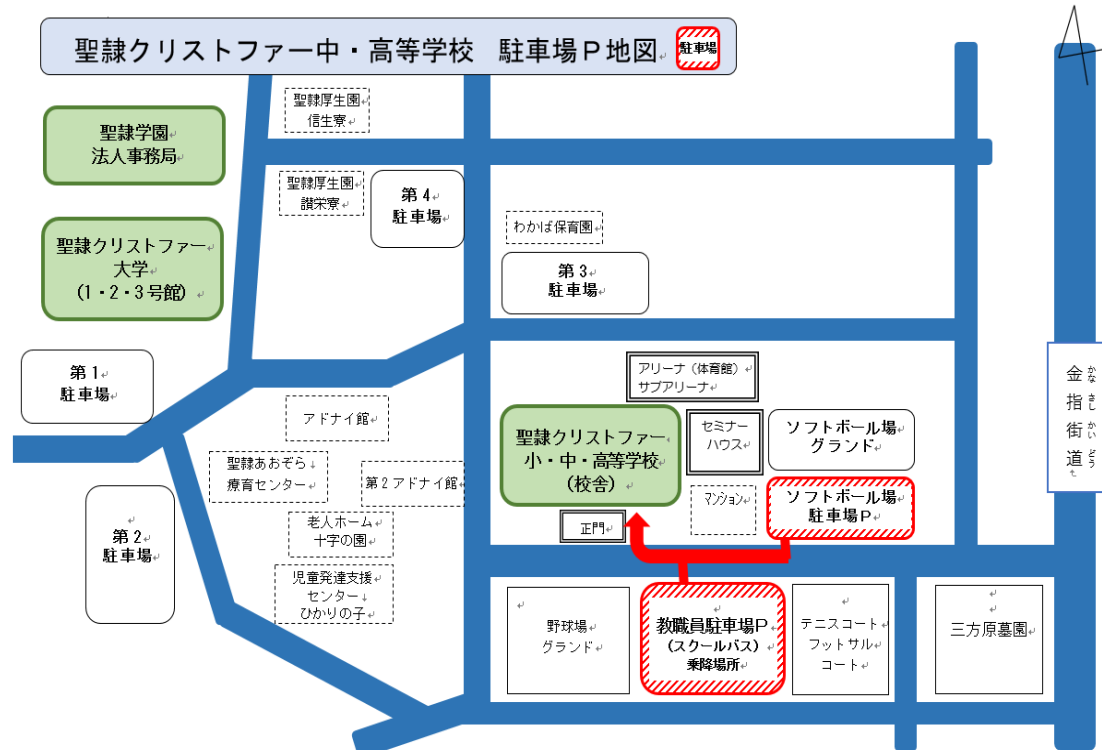 聖隷クリストファー中・高等学校 駐車場P地図
駐車場
聖隷学園
法人事務局
聖隷厚生園
信生寮
聖隷厚生園
讃栄寮
第4
駐車場
聖隷クリストファー
大学
(1・2・3号館)
わかば保育園
第3
駐車場
第1
駐車場
アリーナ(体育館)
サブアリーナ
金指街道
かなさしかいどう
アドナイ館
聖隷クリストファー
小・中・高等学校
(校舎)
セミナー
ハウス
ソフトボール場
グランド
聖隷あおぞら
療育センター
第2アドナイ館
マンション
ソフトボール場
駐車場P
第2
駐車場
老人ホーム
十字の園
正門
児童発達支援
センター
ひかりの子
野球場
グランド
教職員駐車場P
(スクールバス)
乗降場所
テニスコート
フットサル
コート
三方原墓園